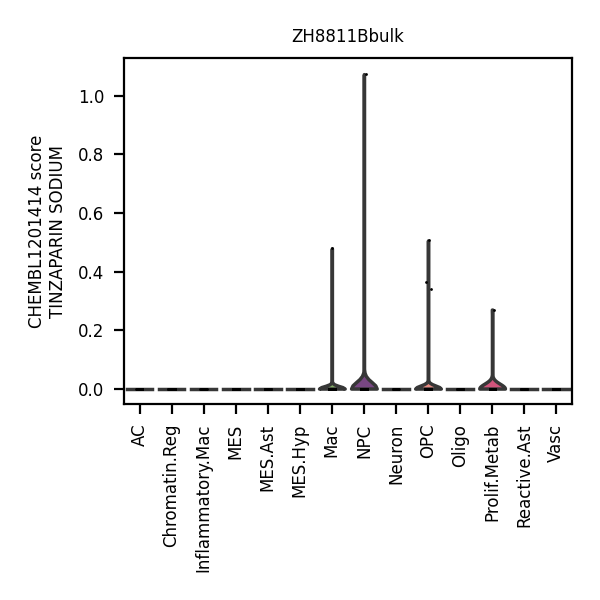 ZH8811Bbulk
CHEMBL1201414 score
TINZAPARIN SODIUM
1.0
0.8
0.6
0.4
0.2
0.0
AC
Chromatin.Reg
Inflammatory.Mac
MES
MES.Ast
MES.Hyp
Mac
NPC
Neuron
OPC
Oligo
Prolif.Metab
Reactive.Ast
Vasc